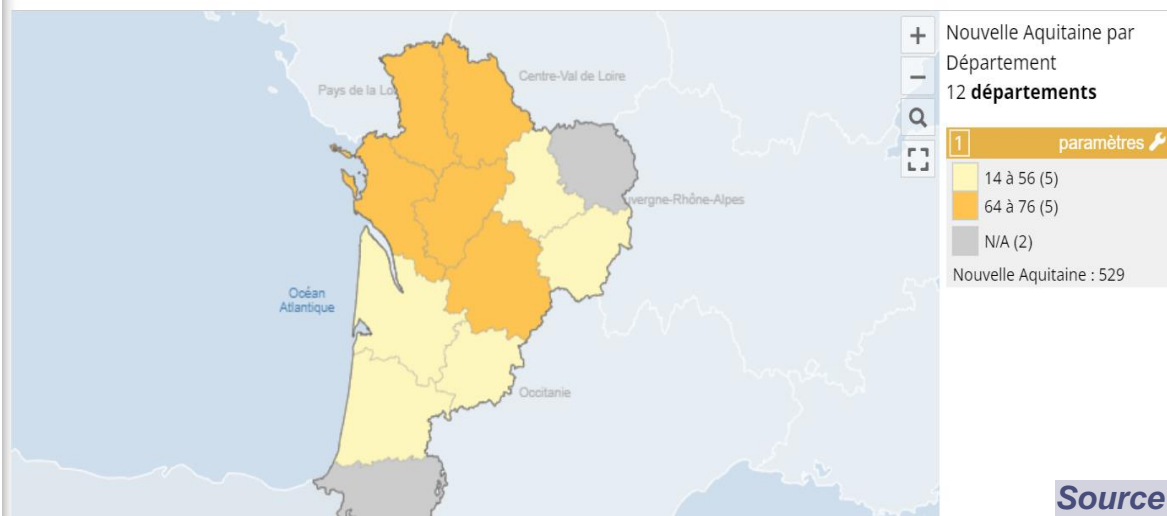 Centre-Val de Loire
Pays de la Lo
uvergne-Rhône-Alpes
Océan
Atlantique
Occitanie
+
−
Nouvelle Aquitaine par
Département
12 départements
1 paramètres
14 à 56 (5)
64 à 76 (5)
N/A (2)
Nouvelle Aquitaine : 529
Source